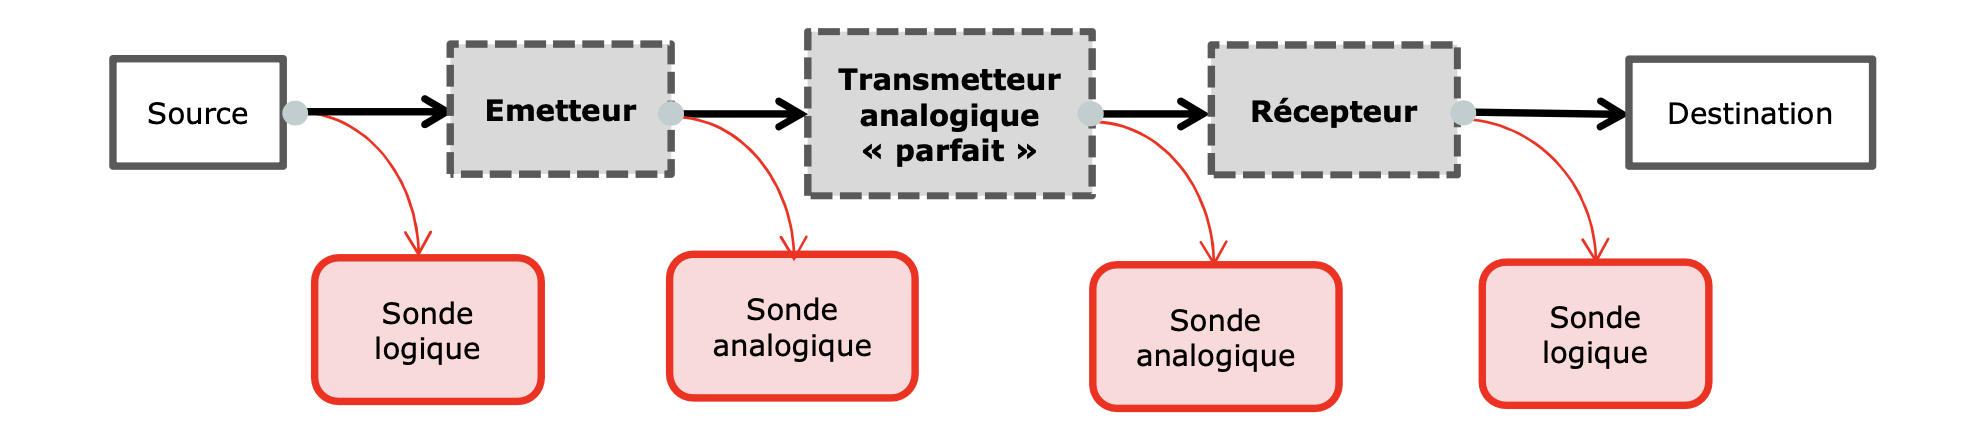 Source
Emetteur
Transmetteur
analogique
« parfait »
Récepteur
Destination
Sonde
logique
Sonde
analogique
Sonde
analogique
Sonde
logique